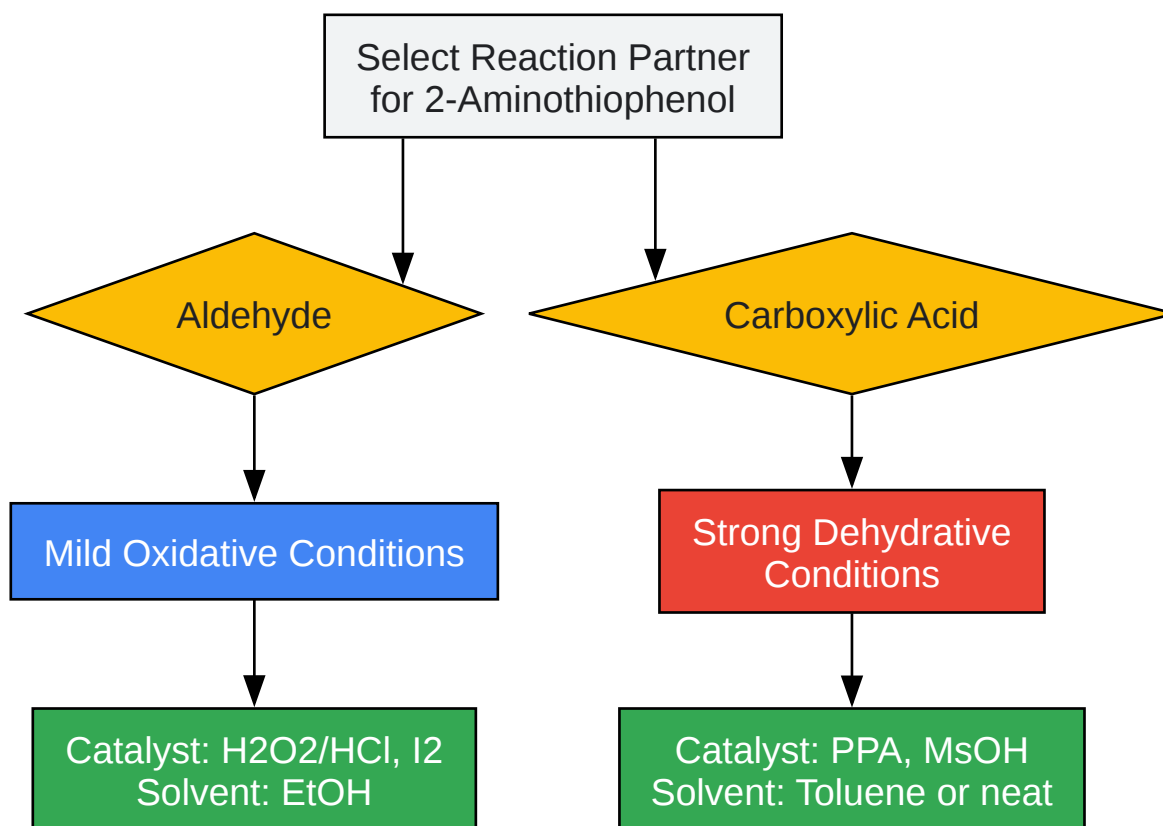 Select Reaction Partner
for 2-Aminothiophenol
Aldehyde
Carboxylic Acid
Mild Oxidative Conditions
Strong Dehydrative
Conditions
Catalyst: H2O2/HCl, I2
Solvent: EtOH
Catalyst: PPA, MsOH
Solvent: Toluene or neat